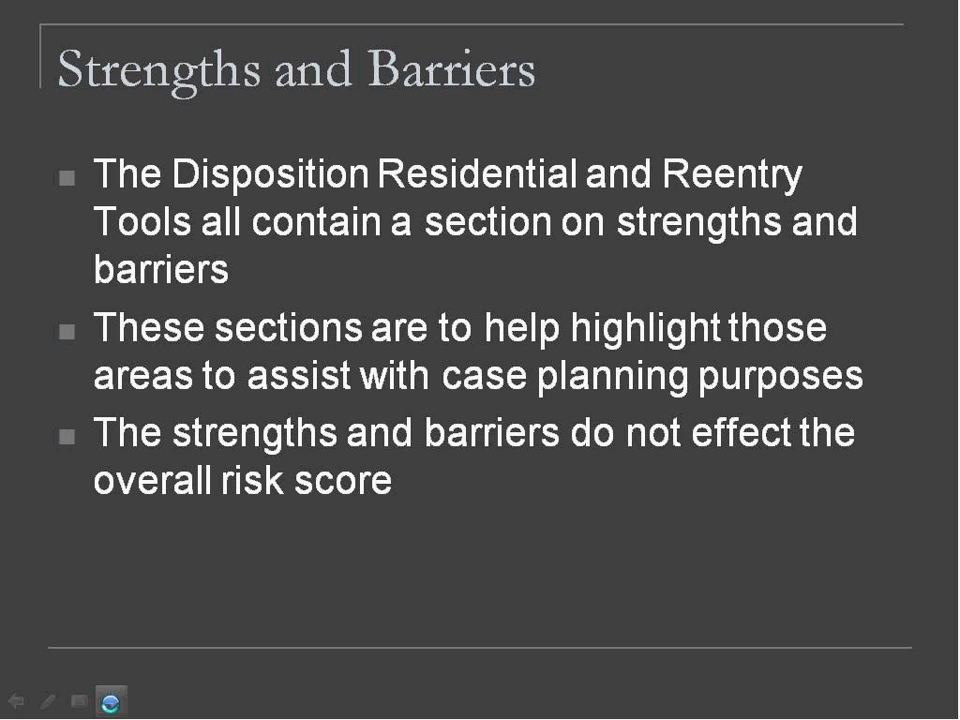 Strengths and Barriers
The Disposition Residential and Reentry
Tools all contain a section on strengths and
barriers
These sections are to help highlight those
areas to assist with case planning purposes
The strengths and barriers do not effect the
overall risk score